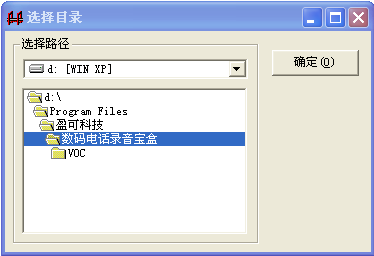 选择目录
选择路径
d: [WIN XP]
确定(O)
d:\
Program Files
盈可科技
数码电话录音宝盒
VOC